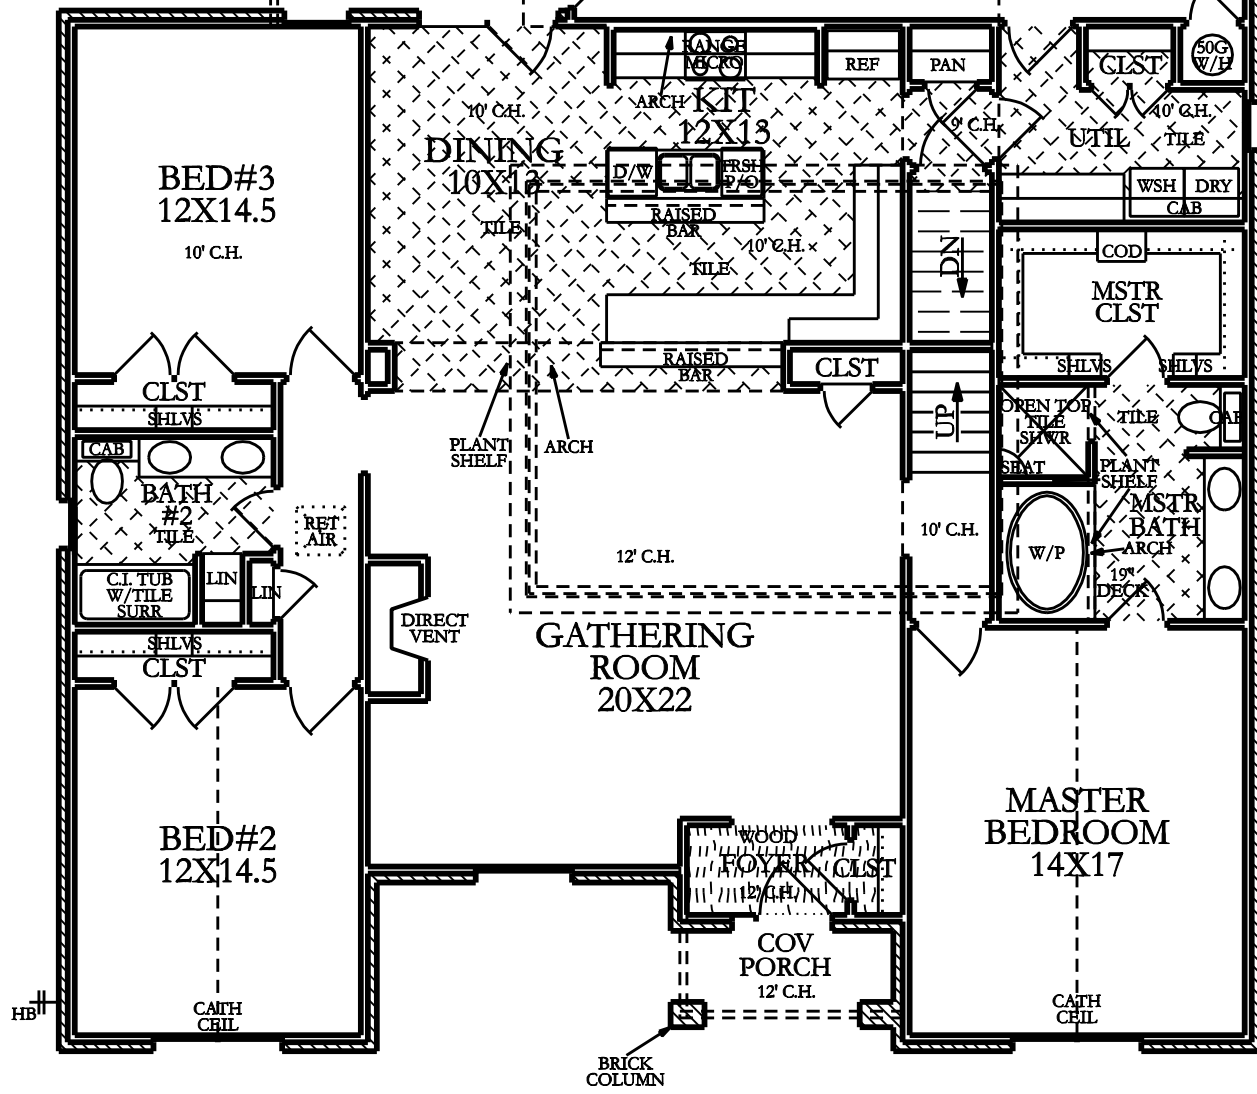 RANGE
MICRO
REF
PAN
CLST
50G
W/H
ARCH
KIT
12X13
10' C.H.
9' C.H.
10' C.H.
UTIL
TILE
DINING
10X13
TILE
BED#3
12X14.5
10' C.H.
D/W
P/O
RAISED
BAR
10' C.H.
TILE
WSH
DRY
CAB
DN
COD
MSTR
CLST
SHLVS
SHLVS
RAISED
BAR
CLST
CLST
SHLVS
UP
OPEN TOP
TILE
SHWR
SEAT
TILE
CAB
PLANT
SHELF
ARCH
CAB
BATH
#2
TILE
RET
AIR
PLANT
SHELF
MSTR
BATH
ARCH
10' C.H.
W/P
19"
DECK
12' C.H.
C.I. TUB
W/TILE
SURR
LIN
LIN
SHLVS
CLST
DIRECT
VENT
GATHERING
ROOM
20X22
MASTER
BEDROOM
14X17
BED#2
12X14.5
WOOD
FOYER
12' C.H.
CLST
COV
PORCH
12' C.H.
CATH
CEIL
CATH
CEIL
HB
BRICK
COLUMN